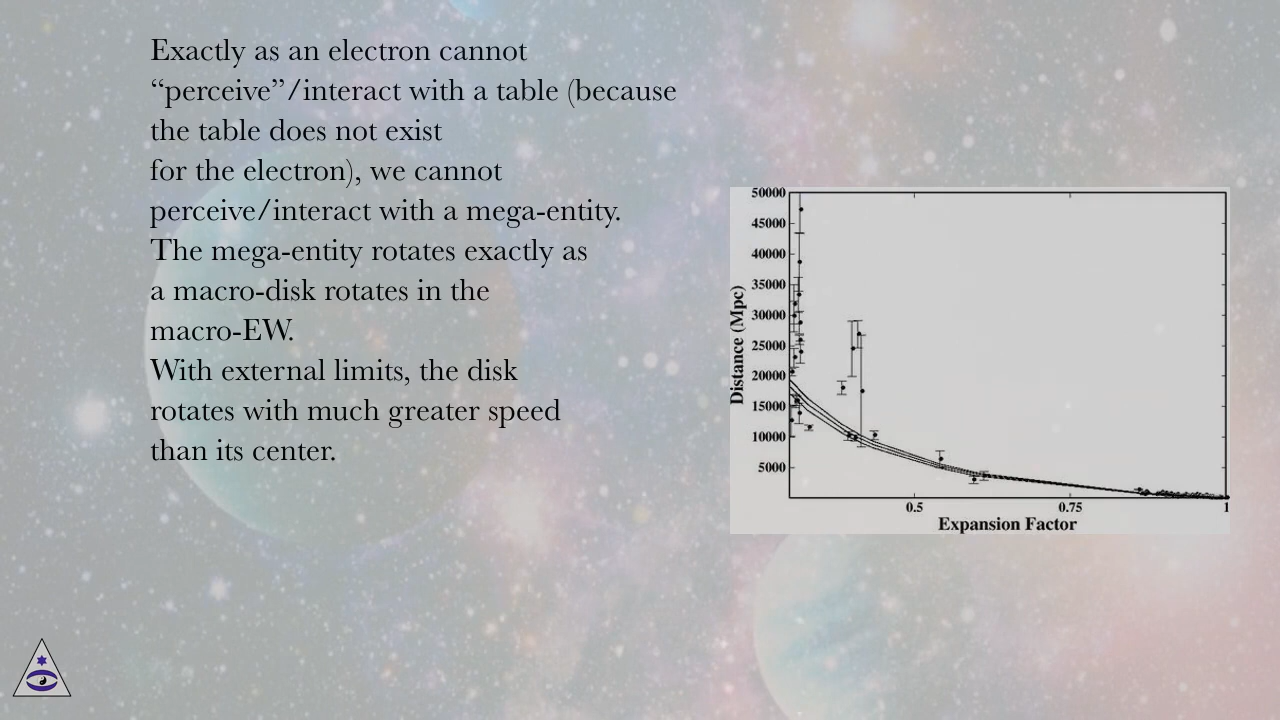 Exactly as an electron cannot
“perceive”/interact with a table (because
the table does not exist
for the electron), we cannot
perceive/interact with a mega-entity.
The mega-entity rotates exactly as
a macro-disk rotates in the
macro-EW.
With external limits, the disk
rotates with much greater speed
than its center.
50000
45000
40000
35000
30000
25000
20000
15000
10000
5000
Distance (Mpc)
0.5 0.75 1
Expansion Factor